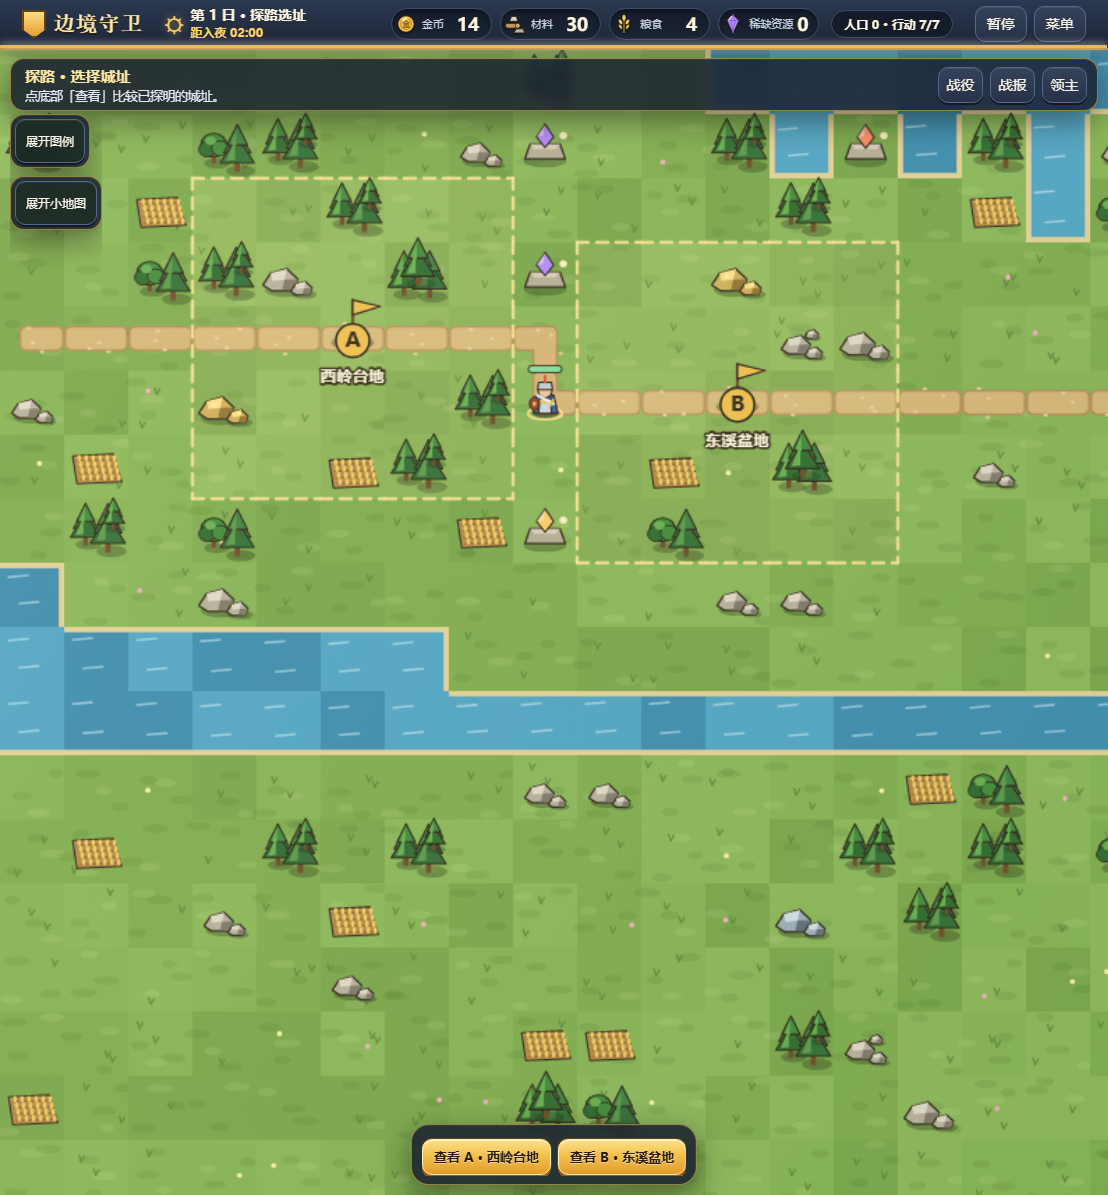 边境守卫
第 1 日 · 探路选址
距入夜 02:00
金币 14
材料 30
粮食 4
稀缺资源 0
人口 0 · 行动 7/7
暂停
菜单
探路 · 选择城址
点底部「查看」比较已探明的城址。
战役
战报
领主
展开图例
展开小地图
A
西岭台地
B
东溪盆地
查看 A · 西岭台地
查看 B · 东溪盆地